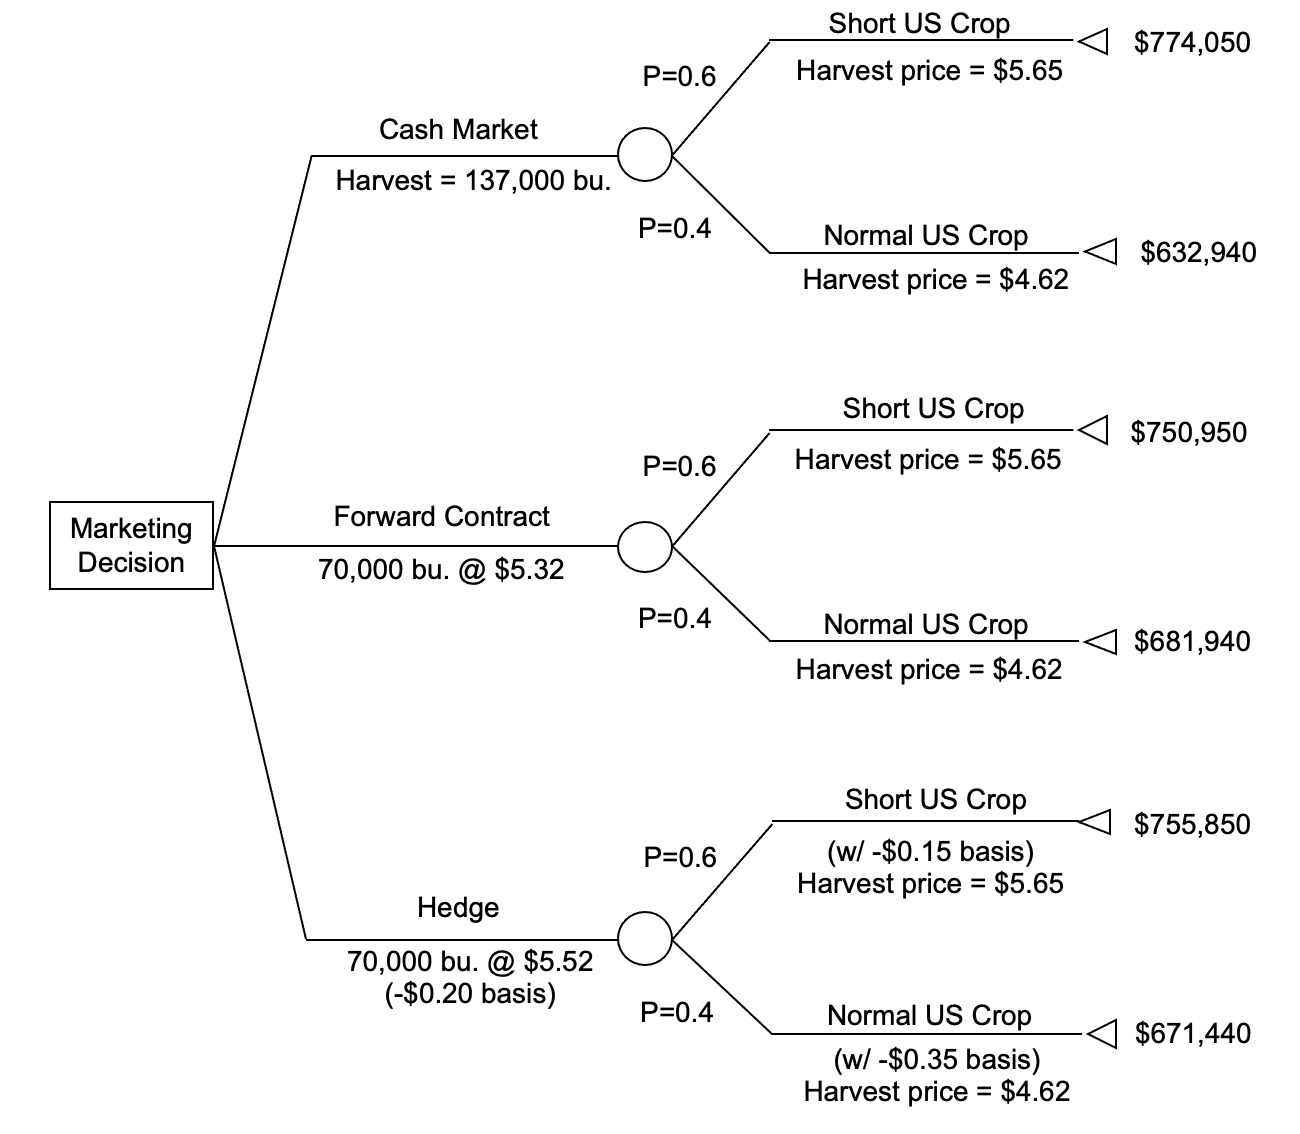 Short US Crop
$774,050
P=0.6
Harvest price = $5.65
Cash Market
Harvest = 137,000 bu.
P=0.4
Normal US Crop
$632,940
Harvest price = $4.62
Short US Crop
$750,950
P=0.6
Harvest price = $5.65
Marketing
Decision
Forward Contract
70,000 bu. @ $5.32
P=0.4
Normal US Crop
$681,940
Harvest price = $4.62
Short US Crop
$755,850
P=0.6
(w/ -$0.15 basis)
Harvest price = $5.65
Hedge
70,000 bu. @ $5.52
(-$0.20 basis)
P=0.4
Normal US Crop
$671,440
(w/ -$0.35 basis)
Harvest price = $4.62